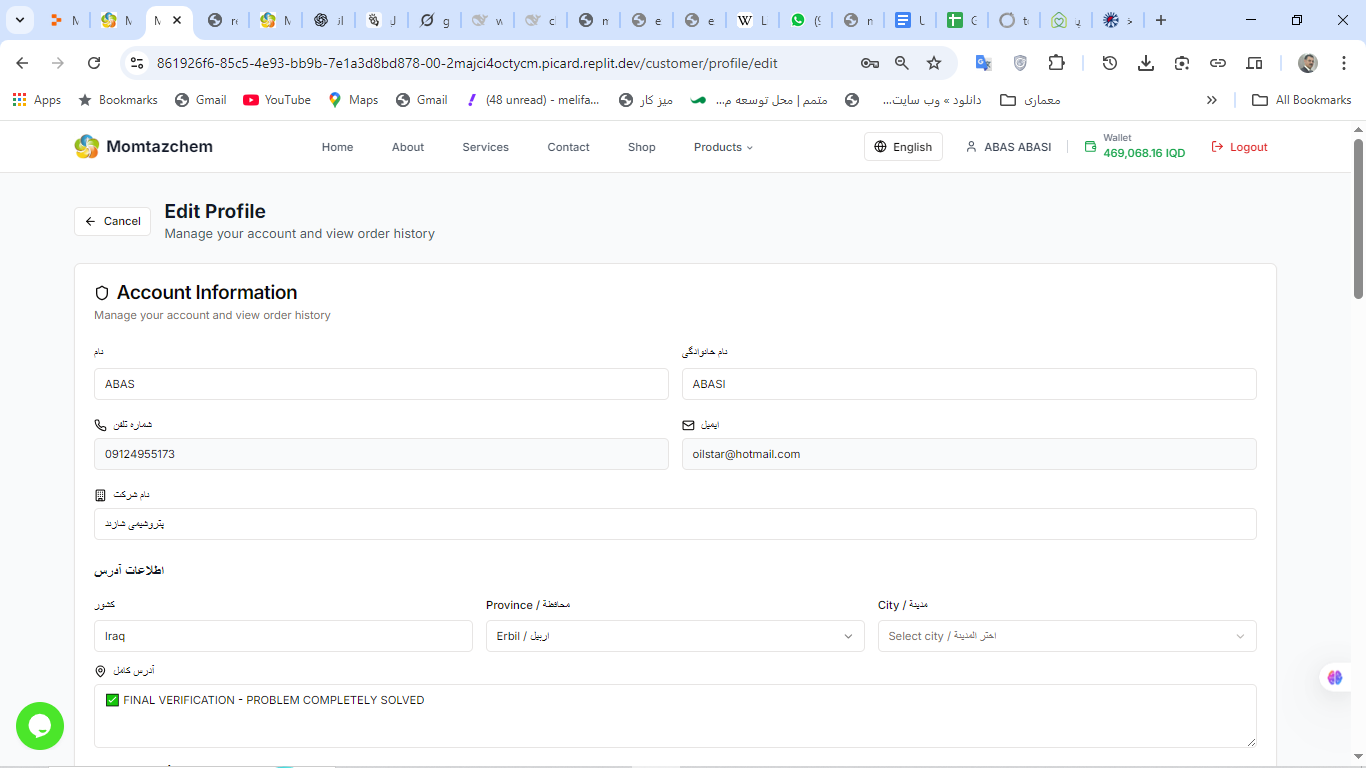 861926f6-85c5-4e93-bb9b-7e1a3d8bd878-00-2majci4octycm.picard.replit.dev/customer/profile/edit
Apps Bookmarks Gmail YouTube Maps Gmail (48 unread) - melifa... میز کار متمم | محل توسعه م... دانلود » وب سایت... معماری » All Bookmarks
Momtazchem Home About Services Contact Shop Products English ABAS ABASI Wallet Logout
469,068.16 IQD
Cancel Edit Profile
Manage your account and view order history
Account Information
Manage your account and view order history
نام نام خانوادگی
ABAS ABASI
شماره تلفن ایمیل
09124955173 oilstar@hotmail.com
نام شرکت
پتروشیمی شازند
اطلاعات آدرس
کشور Province / محافظة City / مدينة
Iraq Erbil / اربيل Select city / اختر المدينة
آدرس کامل
✅ FINAL VERIFICATION - PROBLEM COMPLETELY SOLVED